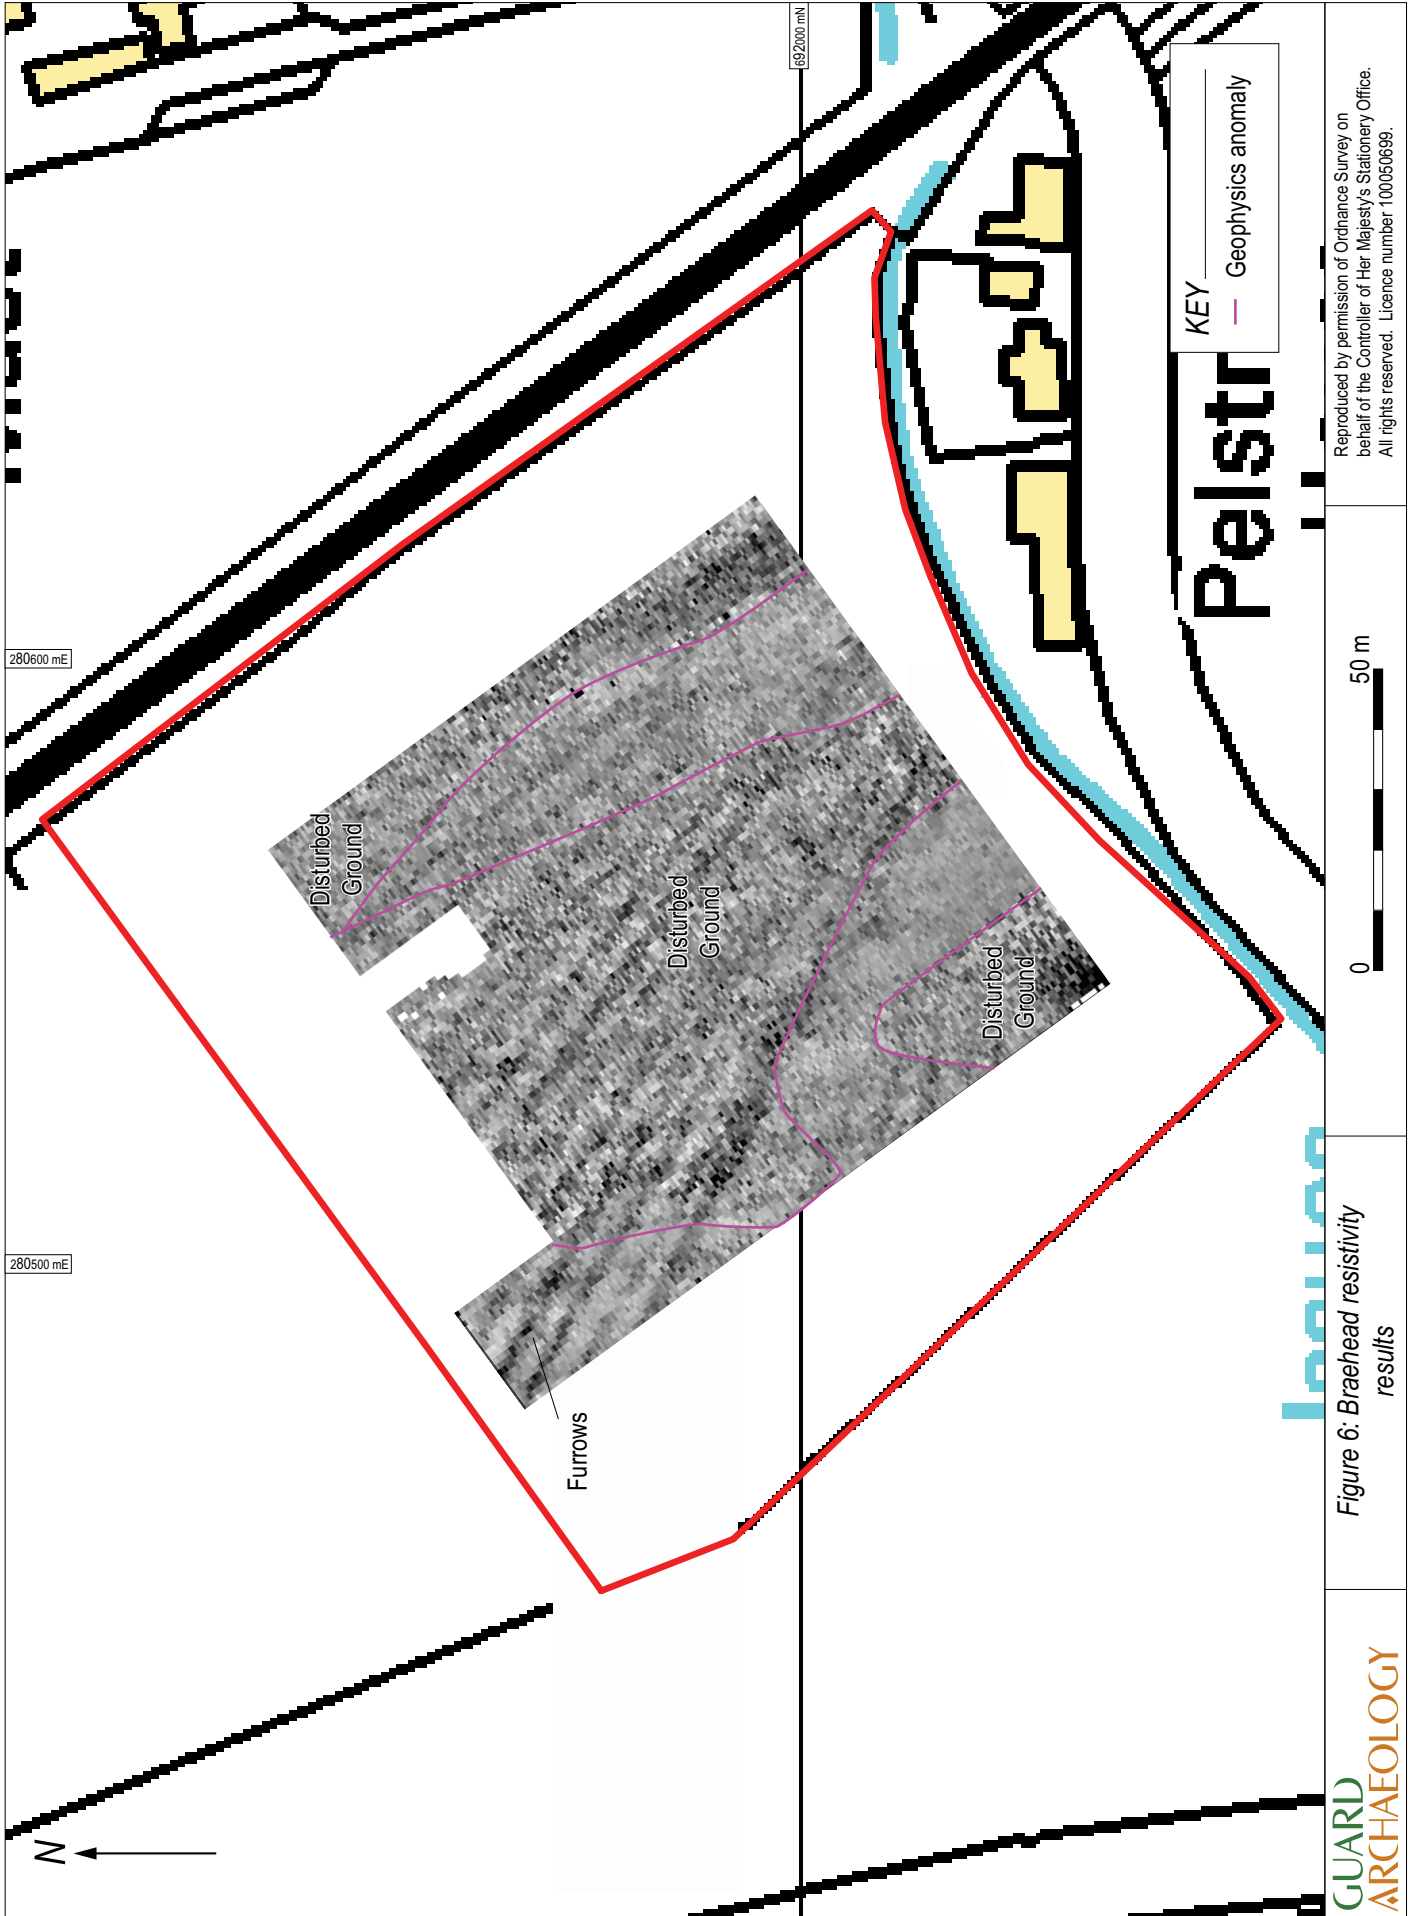 N
280500 mE
280600 mE
692000 mN
Disturbed
Ground
Disturbed
Ground
Disturbed
Ground
Furrows
Pelstr
KEY
Geophysics anomaly
GUARD
ARCHAEOLOGY
Figure 6: Braehead resistivity
results
0
50 m
Reproduced by permission of Ordnance Survey on
behalf of the Controller of Her Majesty's Stationery Office.
All rights reserved. Licence number 100050699.